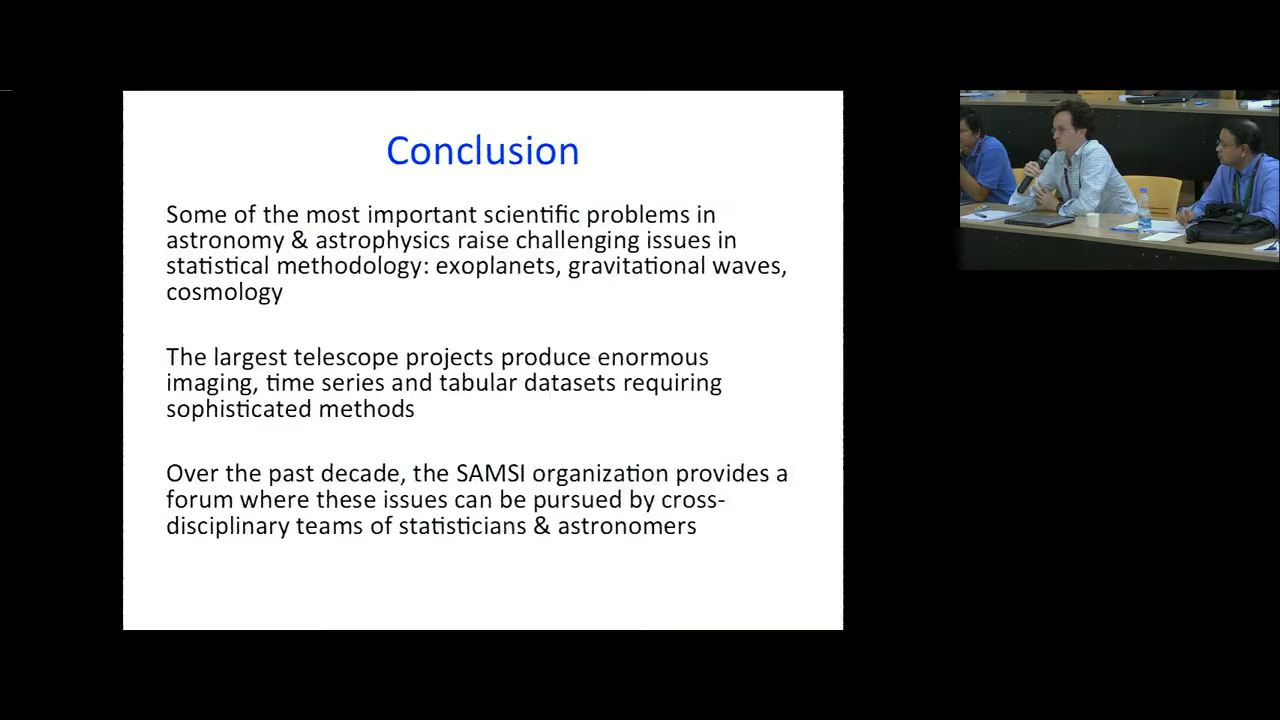 Conclusion
Some of the most important scientific problems in
astronomy & astrophysics raise challenging issues in
statistical methodology: exoplanets, gravitational waves,
cosmology
The largest telescope projects produce enormous
imaging, time series and tabular datasets requiring
sophisticated methods
Over the past decade, the SAMSI organization provides a
forum where these issues can be pursued by cross-
disciplinary teams of statisticians & astronomers